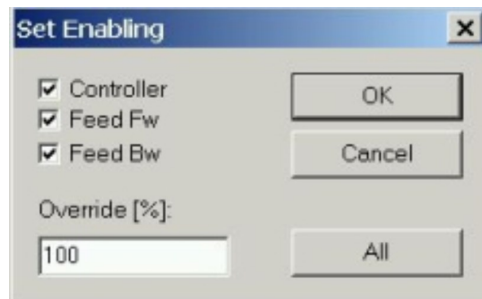 Set Enabling
Controller
Feed Fw
Feed Bw
OK
Cancel
Override [%]:
100
All